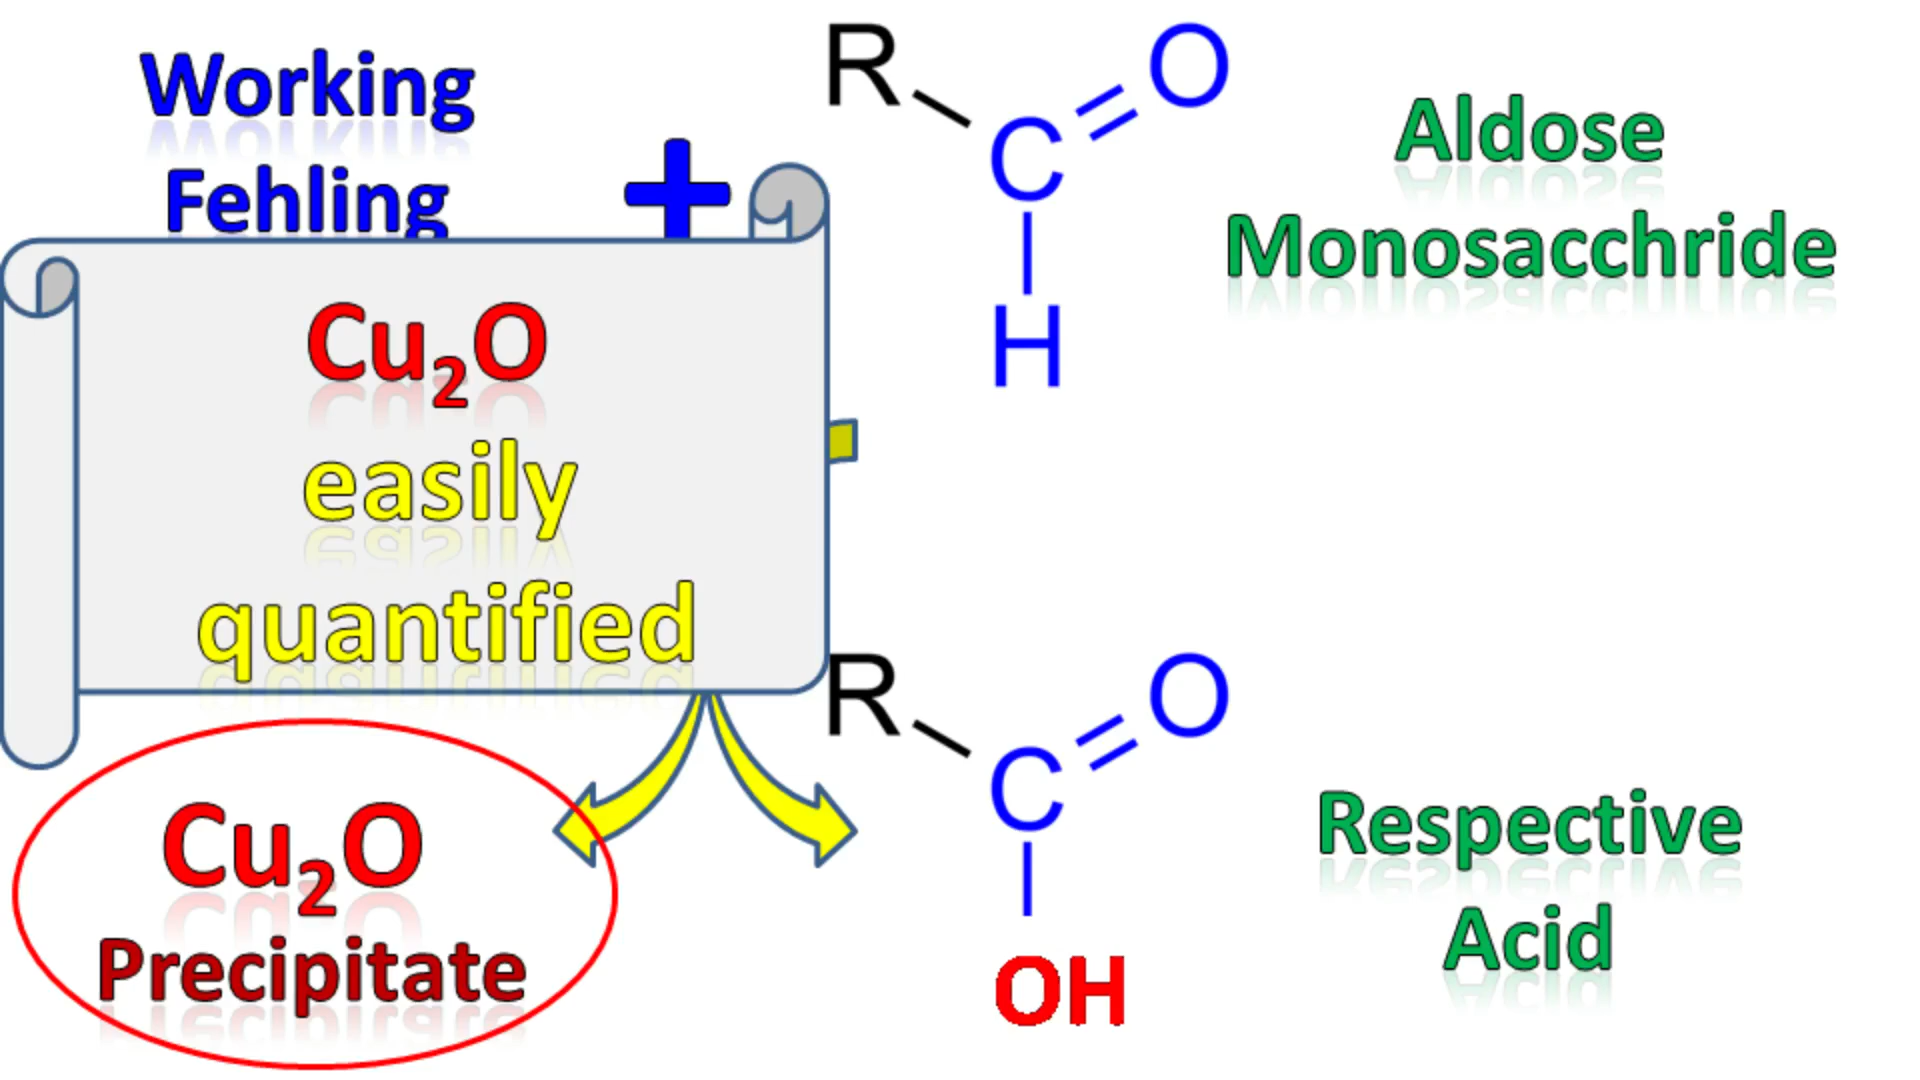 Working
Fehling
+
R
C
O
H
Aldose
Monosacchride
Cu₂O
easily
quantified
Cu₂O
Precipitate
R
C
O
OH
Respective
Acid